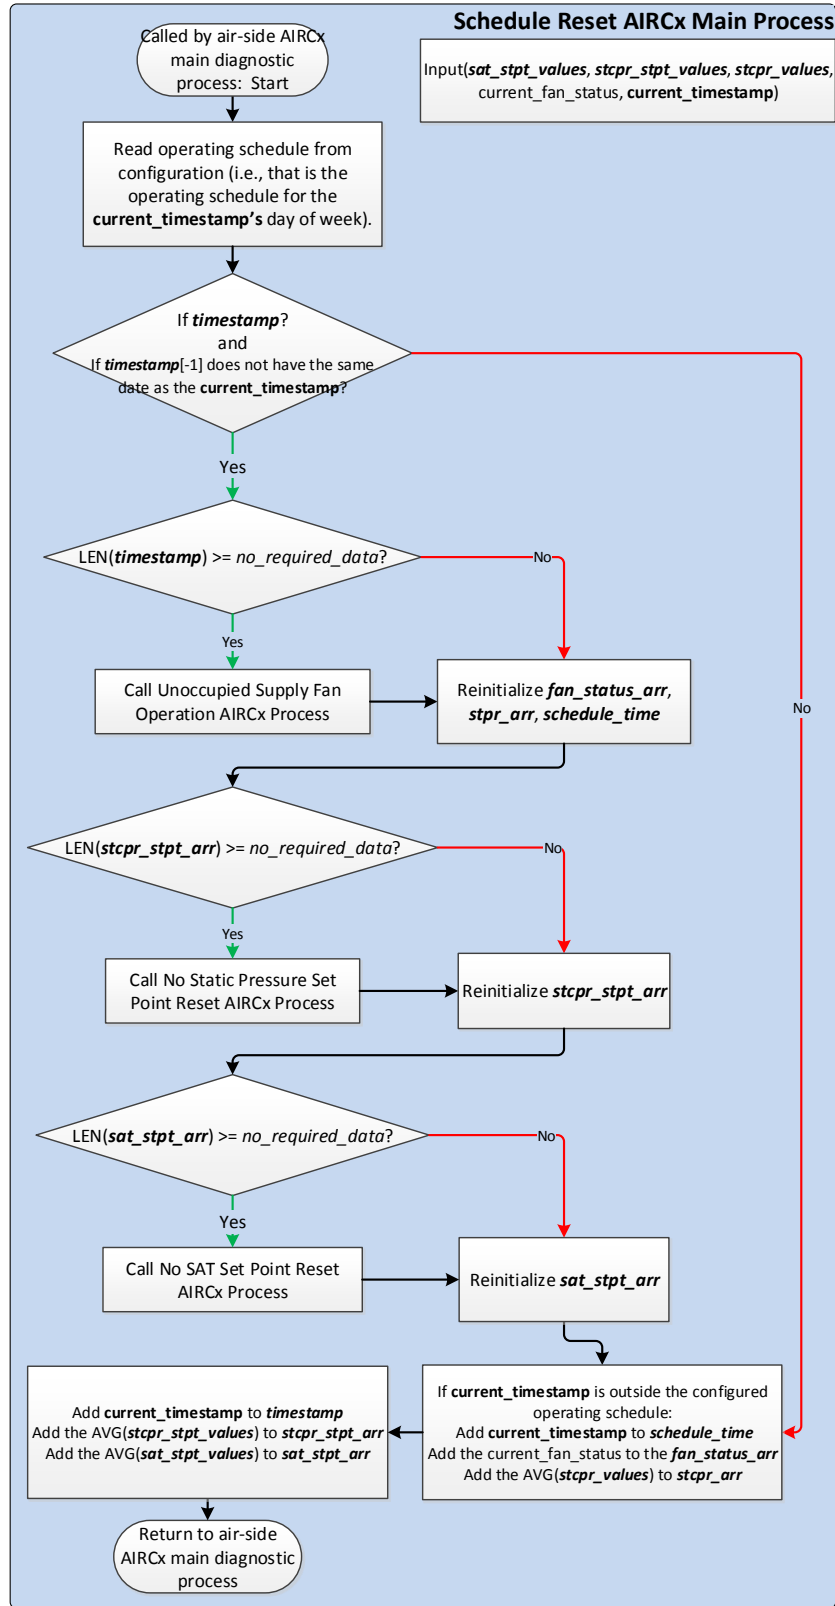 Schedule Reset AIRCx Main Process
Called by air-side AIRCx
main diagnostic
process:  Start
Input(sat_stpt_values, stcpr_stpt_values, stcpr_values,
current_fan_status, current_timestamp)
Read operating schedule from
configuration (i.e., that is the
operating schedule for the
current_timestamp's day of week).
If timestamp?
and
If timestamp[-1] does not have the same
date as the current_timestamp?
Yes
No
LEN(timestamp) >= no_required_data?
No
Yes
Call Unoccupied Supply Fan
Operation AIRCx Process
Reinitialize fan_status_arr,
stpr_arr, schedule_time
LEN(stcpr_stpt_arr) >= no_required_data?
No
Yes
Call No Static Pressure Set
Point Reset AIRCx Process
Reinitialize stcpr_stpt_arr
LEN(sat_stpt_arr) >= no_required_data?
No
Yes
Call No SAT Set Point Reset
AIRCx Process
Reinitialize sat_stpt_arr
If current_timestamp is outside the configured
operating schedule:
Add current_timestamp to schedule_time
Add the current_fan_status to the fan_status_arr
Add the AVG(stcpr_values) to stcpr_arr
Add current_timestamp to timestamp
Add the AVG(stcpr_stpt_values) to stcpr_stpt_arr
Add the AVG(sat_stpt_values) to sat_stpt_arr
Return to air-side
AIRCx main diagnostic
process